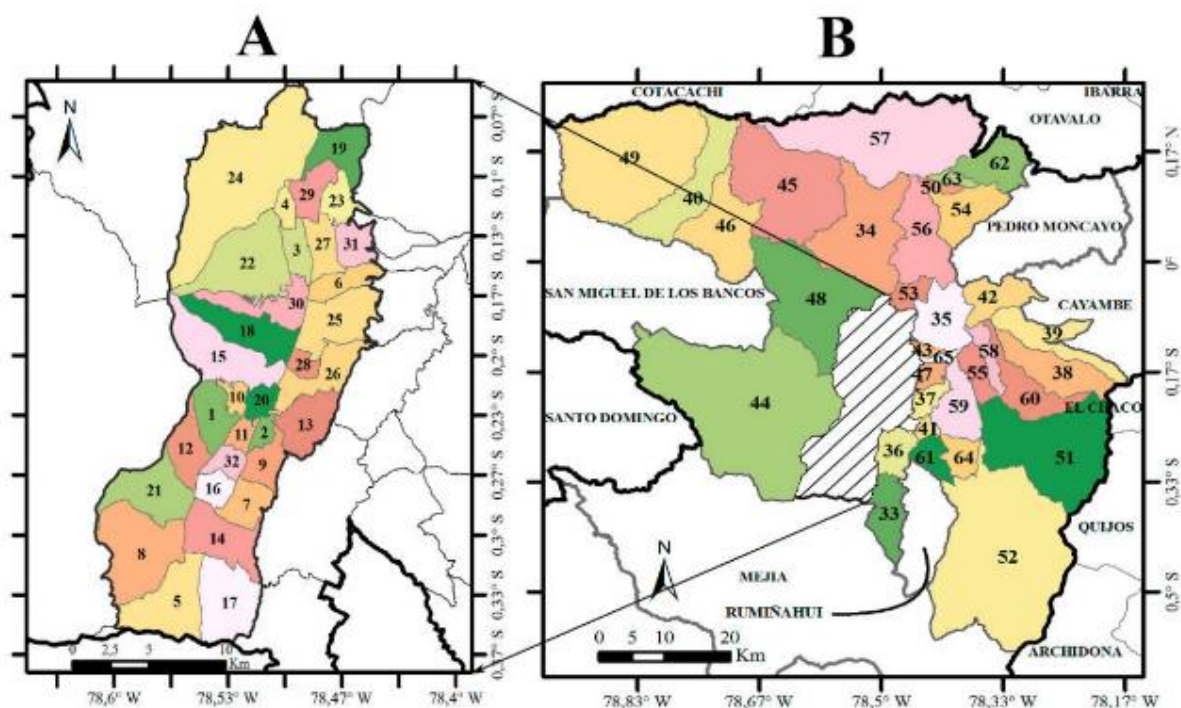 A
B
N
24
19
29
23
4
27
31
3
22
6
30
25
18
15
28
26
10
20
1
2
13
11
12
32
9
16
21
7
14
8
5
17
0 2,5 5 10
Km
0,07° S
0,1° S
0,13° S
0,17° S
0,2° S
0,23° S
0,27° S
0,3° S
0,33° S
0,37° S
78,6° W
78,53° W
78,47° W
78,4° W
COTACACHI
IBARRA
OTAVALO
57
49
62
63
45
50
40
54
46
34
56
PEDRO MONCAYO
SAN MIGUEL DE LOS BANCOS
48
53
42
CAYAMBE
35
39
43
65
58
38
47
55
44
37
59
60
EL CHACO
SANTO DOMINGO
41
36
61
64
51
33
QUIJOS
52
N
MEJIA
RUMIÑAHUI
0 5 10 20
Km
ARCHIDONA
0,17° N
0°
0,17° S
0,33° S
0,5° S
78,83° W
78,67° W
78,5° W
78,33° W
78,17° W